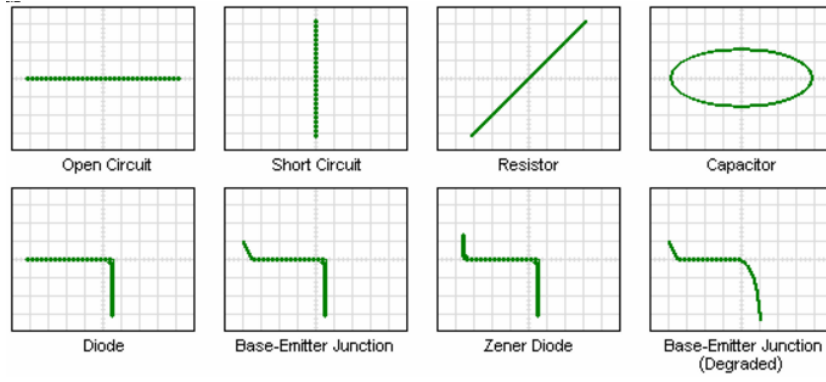 Open Circuit
Short Circuit
Resistor
Capacitor
Diode
Base-Emitter Junction
Zener Diode
Base-Emitter Junction
(Degraded)